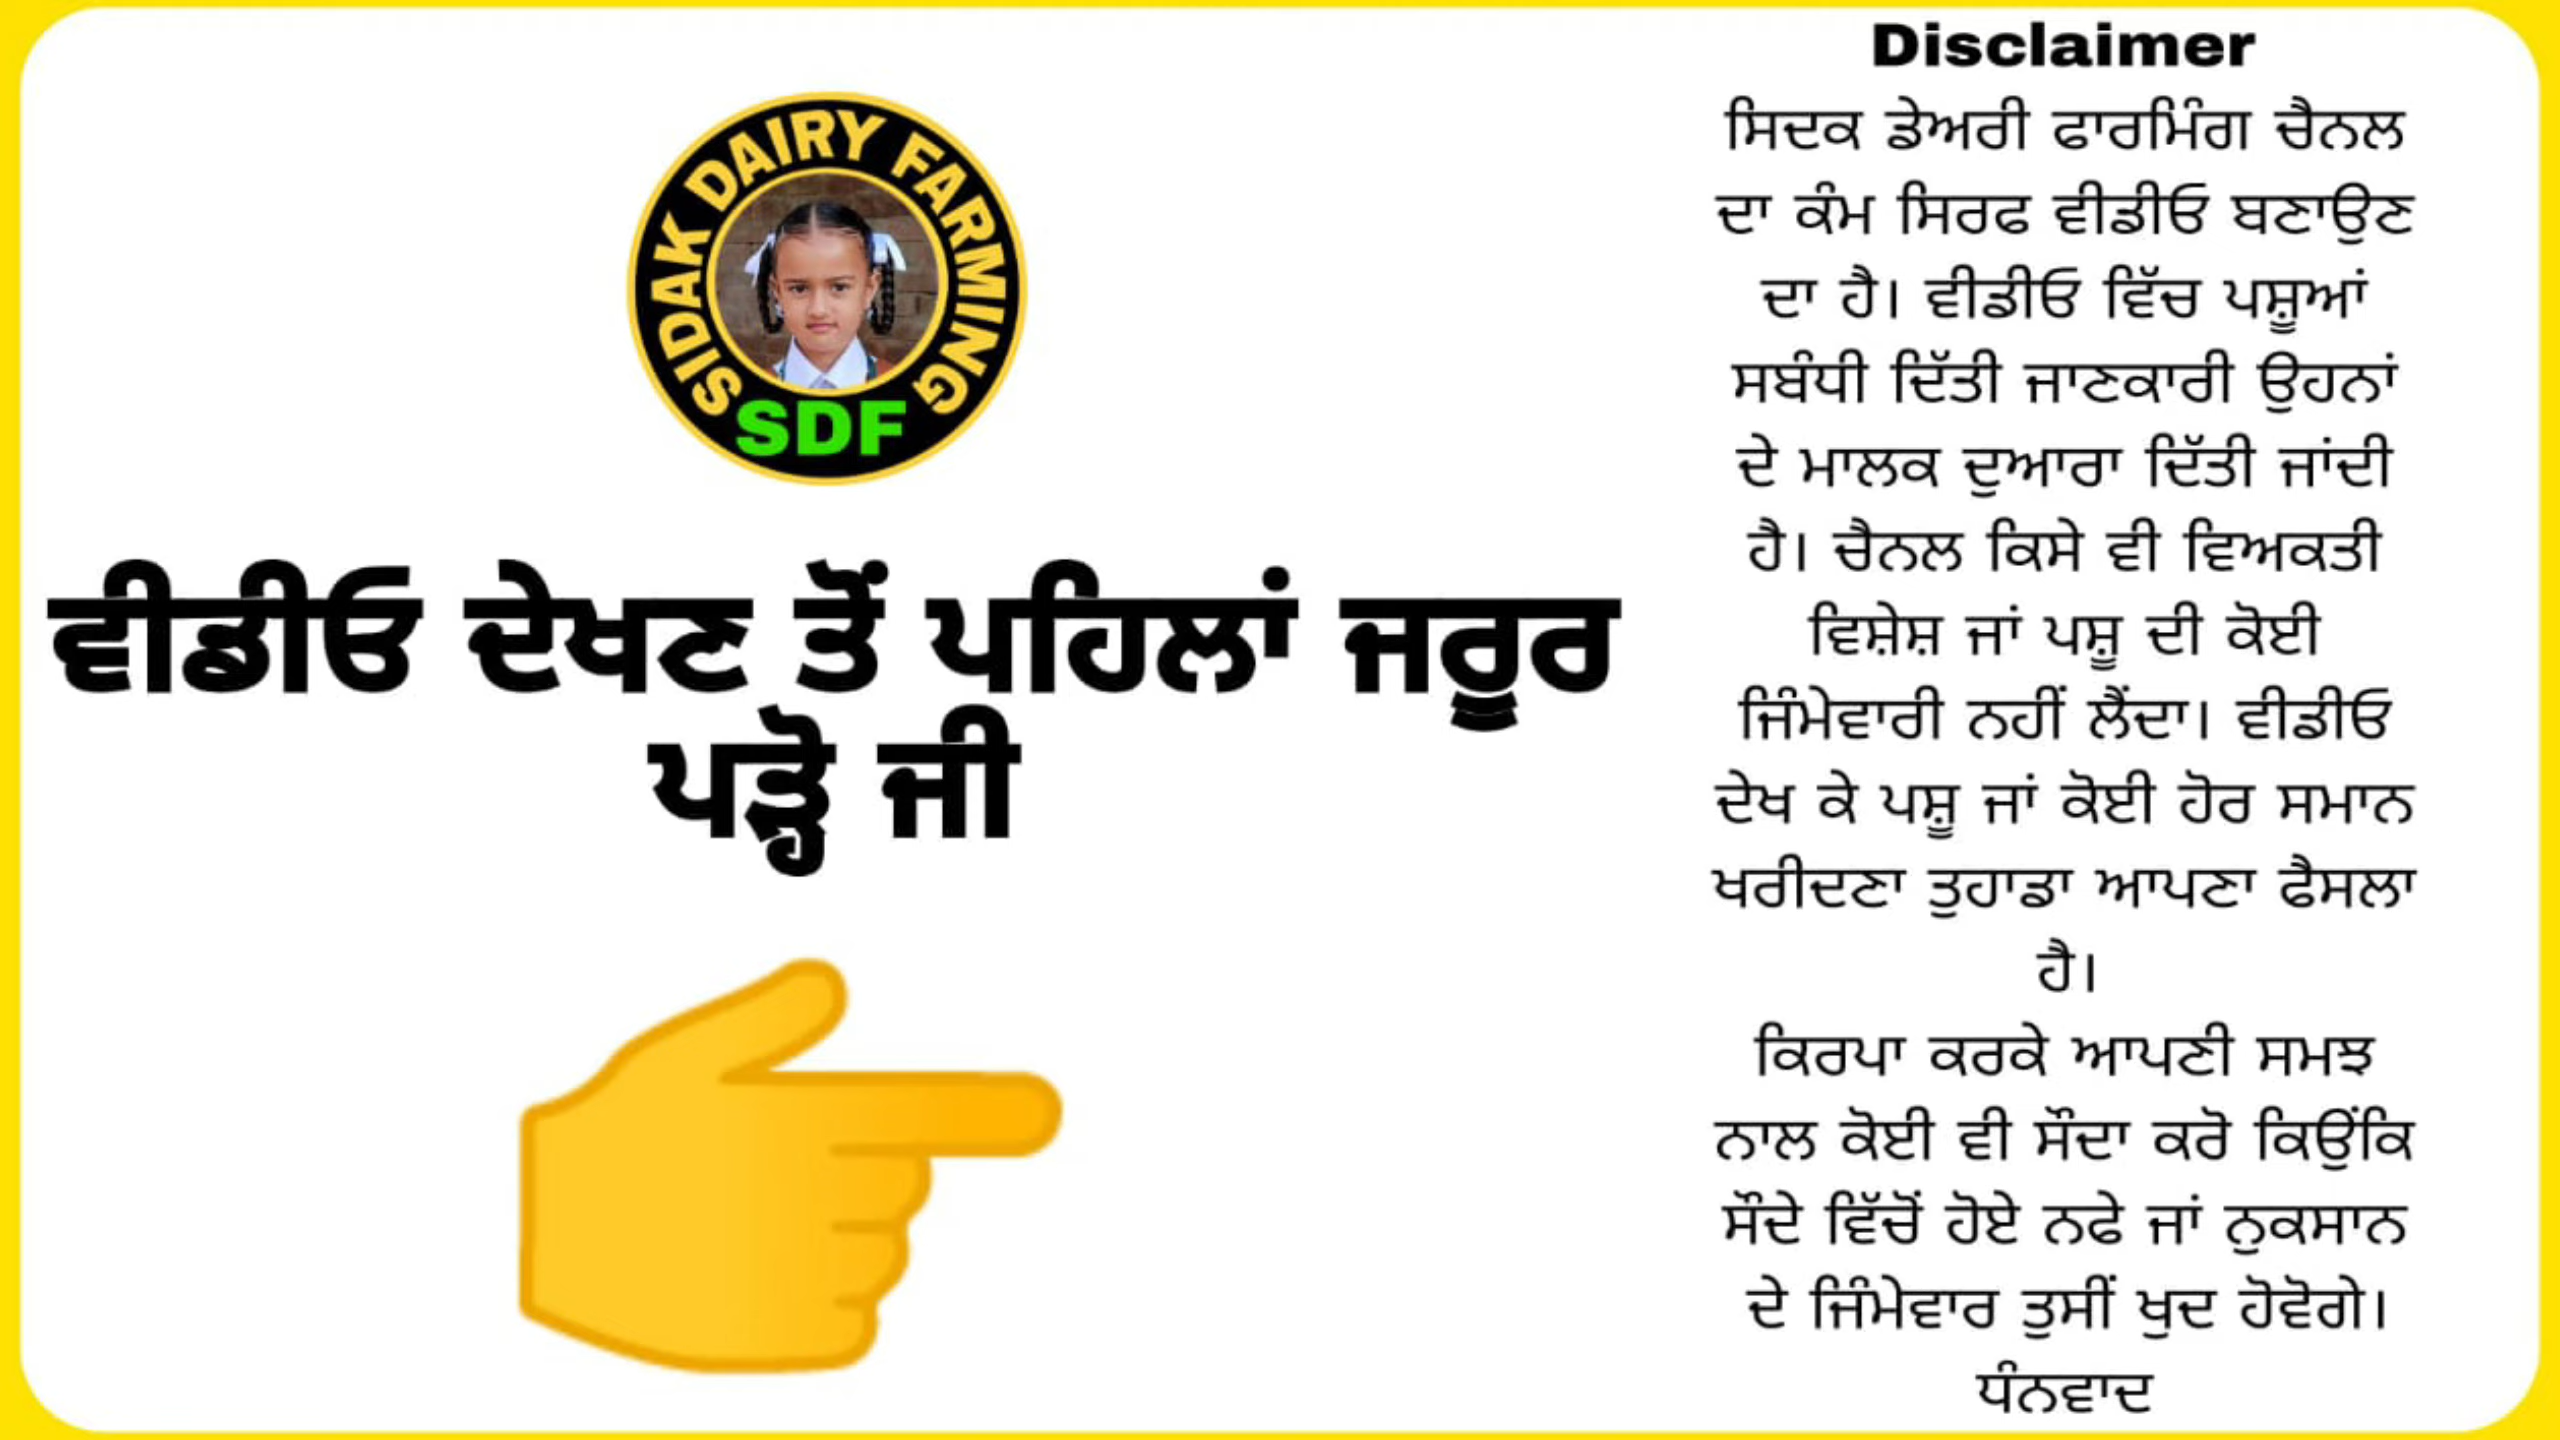 SIDAK DAIRY FARMING
SDF
ਵੀਡੀਓ ਦੇਖਣ ਤੋਂ ਪਹਿਲਾਂ ਜਰੂਰ
ਪੜ੍ਹੋ ਜੀ
Disclaimer
ਸਿਦਕ ਡੇਅਰੀ ਫਾਰਮਿੰਗ ਚੈਨਲ
ਦਾ ਕੰਮ ਸਿਰਫ ਵੀਡੀਓ ਬਣਾਉਣ
ਦਾ ਹੈ। ਵੀਡੀਓ ਵਿੱਚ ਪਸ਼ੂਆਂ
ਸਬੰਧੀ ਦਿੱਤੀ ਜਾਣਕਾਰੀ ਉਹਨਾਂ
ਦੇ ਮਾਲਕ ਦੁਆਰਾ ਦਿੱਤੀ ਜਾਂਦੀ
ਹੈ। ਚੈਨਲ ਕਿਸੇ ਵੀ ਵਿਅਕਤੀ
ਵਿਸ਼ੇਸ਼ ਜਾਂ ਪਸ਼ੂ ਦੀ ਕੋਈ
ਜਿੰਮੇਵਾਰੀ ਨਹੀਂ ਲੈਂਦਾ। ਵੀਡੀਓ
ਦੇਖ ਕੇ ਪਸ਼ੂ ਜਾਂ ਕੋਈ ਹੋਰ ਸਮਾਨ
ਖਰੀਦਣਾ ਤੁਹਾਡਾ ਆਪਣਾ ਫੈਸਲਾ
ਹੈ।
ਕਿਰਪਾ ਕਰਕੇ ਆਪਣੀ ਸਮਝ
ਨਾਲ ਕੋਈ ਵੀ ਸੌਦਾ ਕਰੋ ਕਿਉਂਕਿ
ਸੌਦੇ ਵਿੱਚੋਂ ਹੋਏ ਨਫੇ ਜਾਂ ਨੁਕਸਾਨ
ਦੇ ਜਿੰਮੇਵਾਰ ਤੁਸੀਂ ਖੁਦ ਹੋਵੋਗੇ।
ਧੰਨਵਾਦ